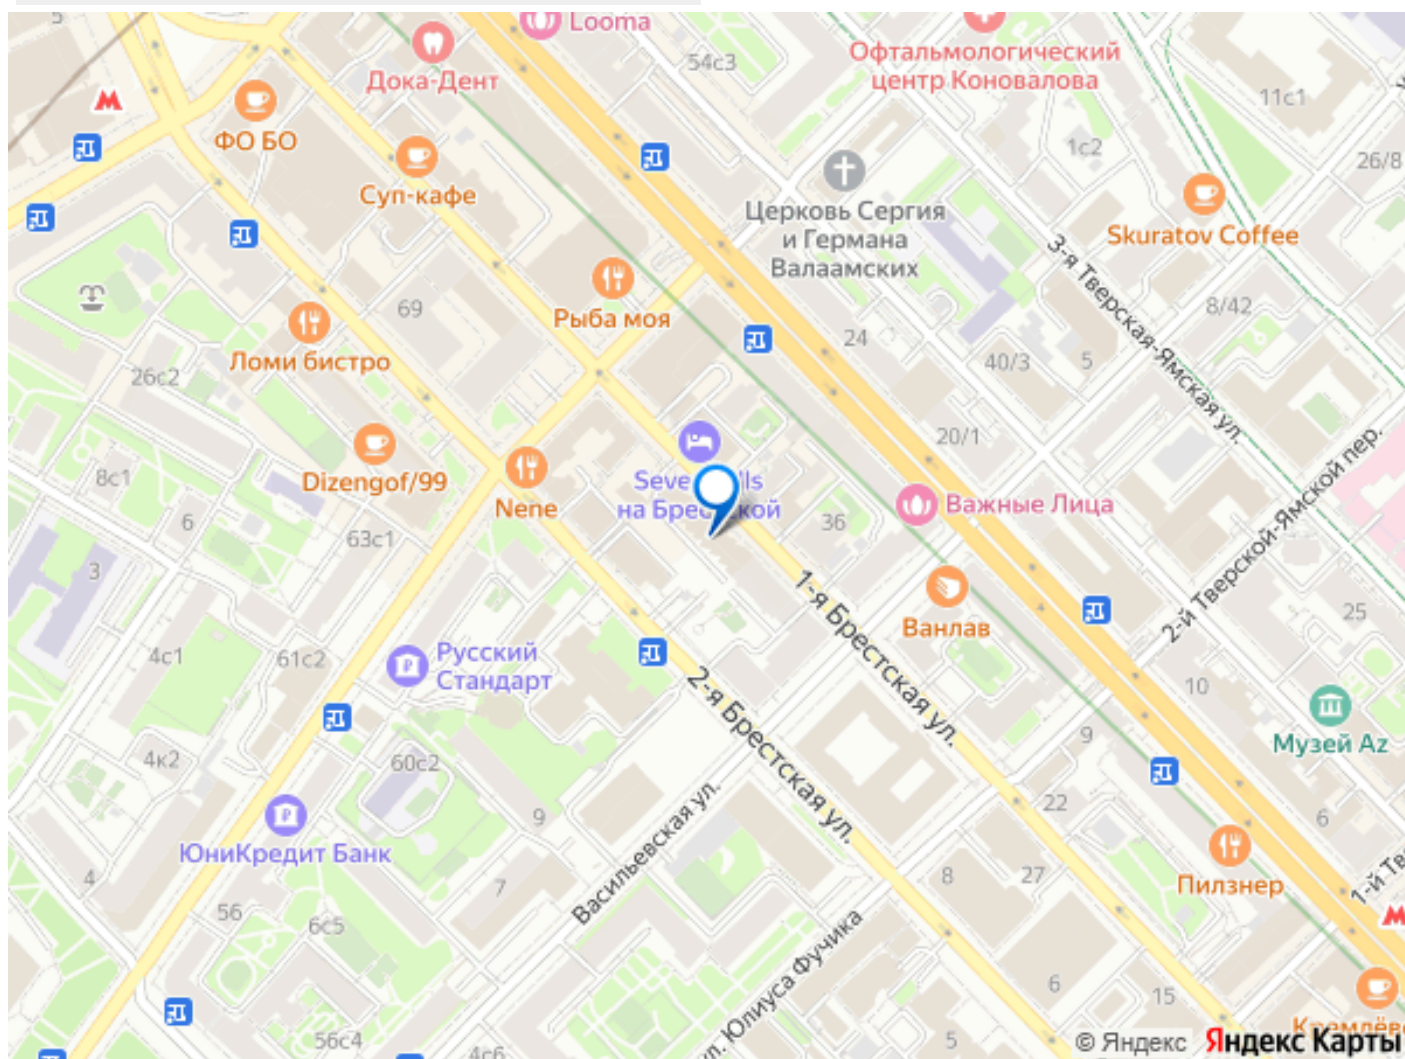 5
Looma
Дока-Дент
54с3
Офтальмологический
центр Коновалова
11с1
ФО БО
1с2
26/8
Суп-кафе
Церковь Сергия
и Германа
Валаамских
Skuratov Coffee
3-я Тверская-Ямская ул.
69
Рыба моя
8/42
24
Ломи бистро
40/3
5
26с2
20/1
8с1
Dizengof/99
Nene
на
Важные Лица
36
6
63с1
2-й Тверской-Ямской пер.
3
1-я Брестская ул.
Ванлав
25
4с1
61с2
Русский
Стандарт
2-я Брестская ул.
10
Музей Az
9
4к2
60с2
22
9
Васильевская ул.
6
ЮниКредит Банк
Пилзнер
4
7
8
27
56
6с5
ул. Юлиуса Фучика
6
15
56с4
4с6
5
© Яндекс
Яндекс Карты